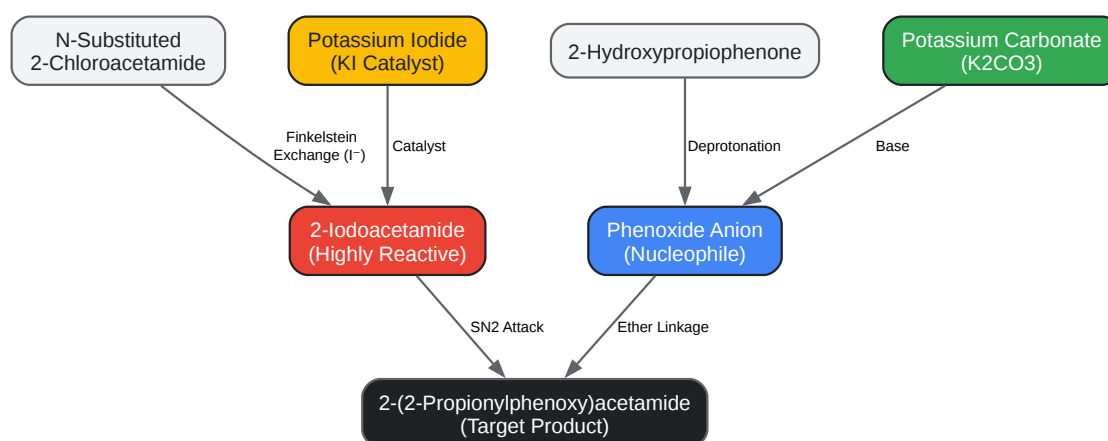 N-Substituted
2-Chloroacetamide
Potassium Iodide
(KI Catalyst)
2-Hydroxypropiophenone
Potassium Carbonate
(K2CO3)
Finkelstein
Exchange (I⁻)
Catalyst
Deprotonation
Base
2-Iodoacetamide
(Highly Reactive)
Phenoxide Anion
(Nucleophile)
SN2 Attack
Ether Linkage
2-(2-Propionylphenoxy)acetamide
(Target Product)